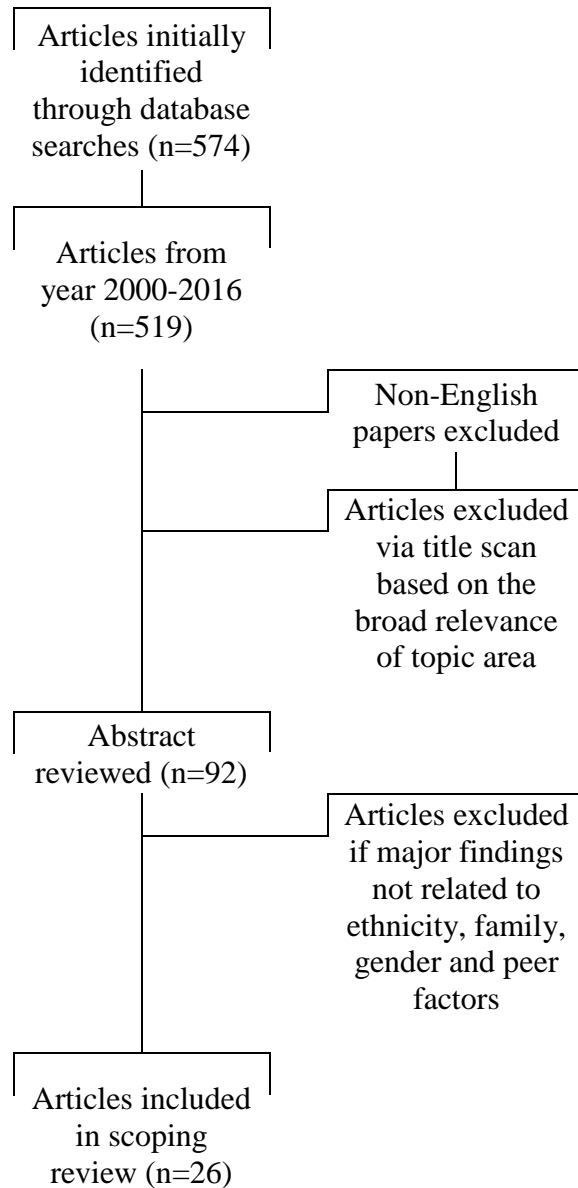 Articles initially
identified
through database
searches (n=574)
Articles from
year 2000-2016
(n=519)
Non-English
papers excluded
Articles excluded
via title scan
based on the
broad relevance
of topic area
Abstract
reviewed (n=92)
Articles excluded
if major findings
not related to
ethnicity, family,
gender and peer
factors
Articles included
in scoping
review (n=26)